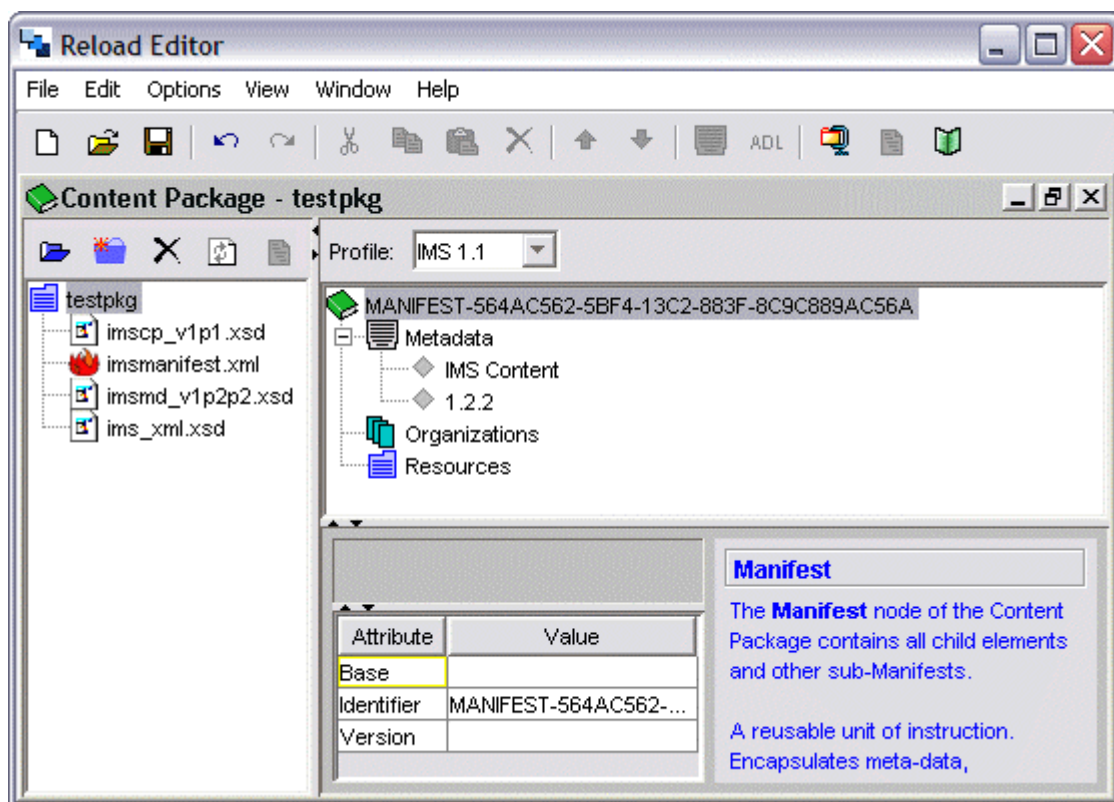 Reload Editor
File Edit Options View Window Help
ADL
Content Package - testpkg
Profile: IMS 1.1
testpkg
imscp_v1p1.xsd
imsmanifest.xml
imsmd_v1p2p2.xsd
ims_xml.xsd
MANIFEST-564AC562-5BF4-13C2-883F-8C9C889AC56A
Metadata
IMS Content
1.2.2
Organizations
Resources
Attribute Value
Base
Identifier MANIFEST-564AC562-...
Version
Manifest
The Manifest node of the Content
Package contains all child elements
and other sub-Manifests.
A reusable unit of instruction.
Encapsulates meta-data,